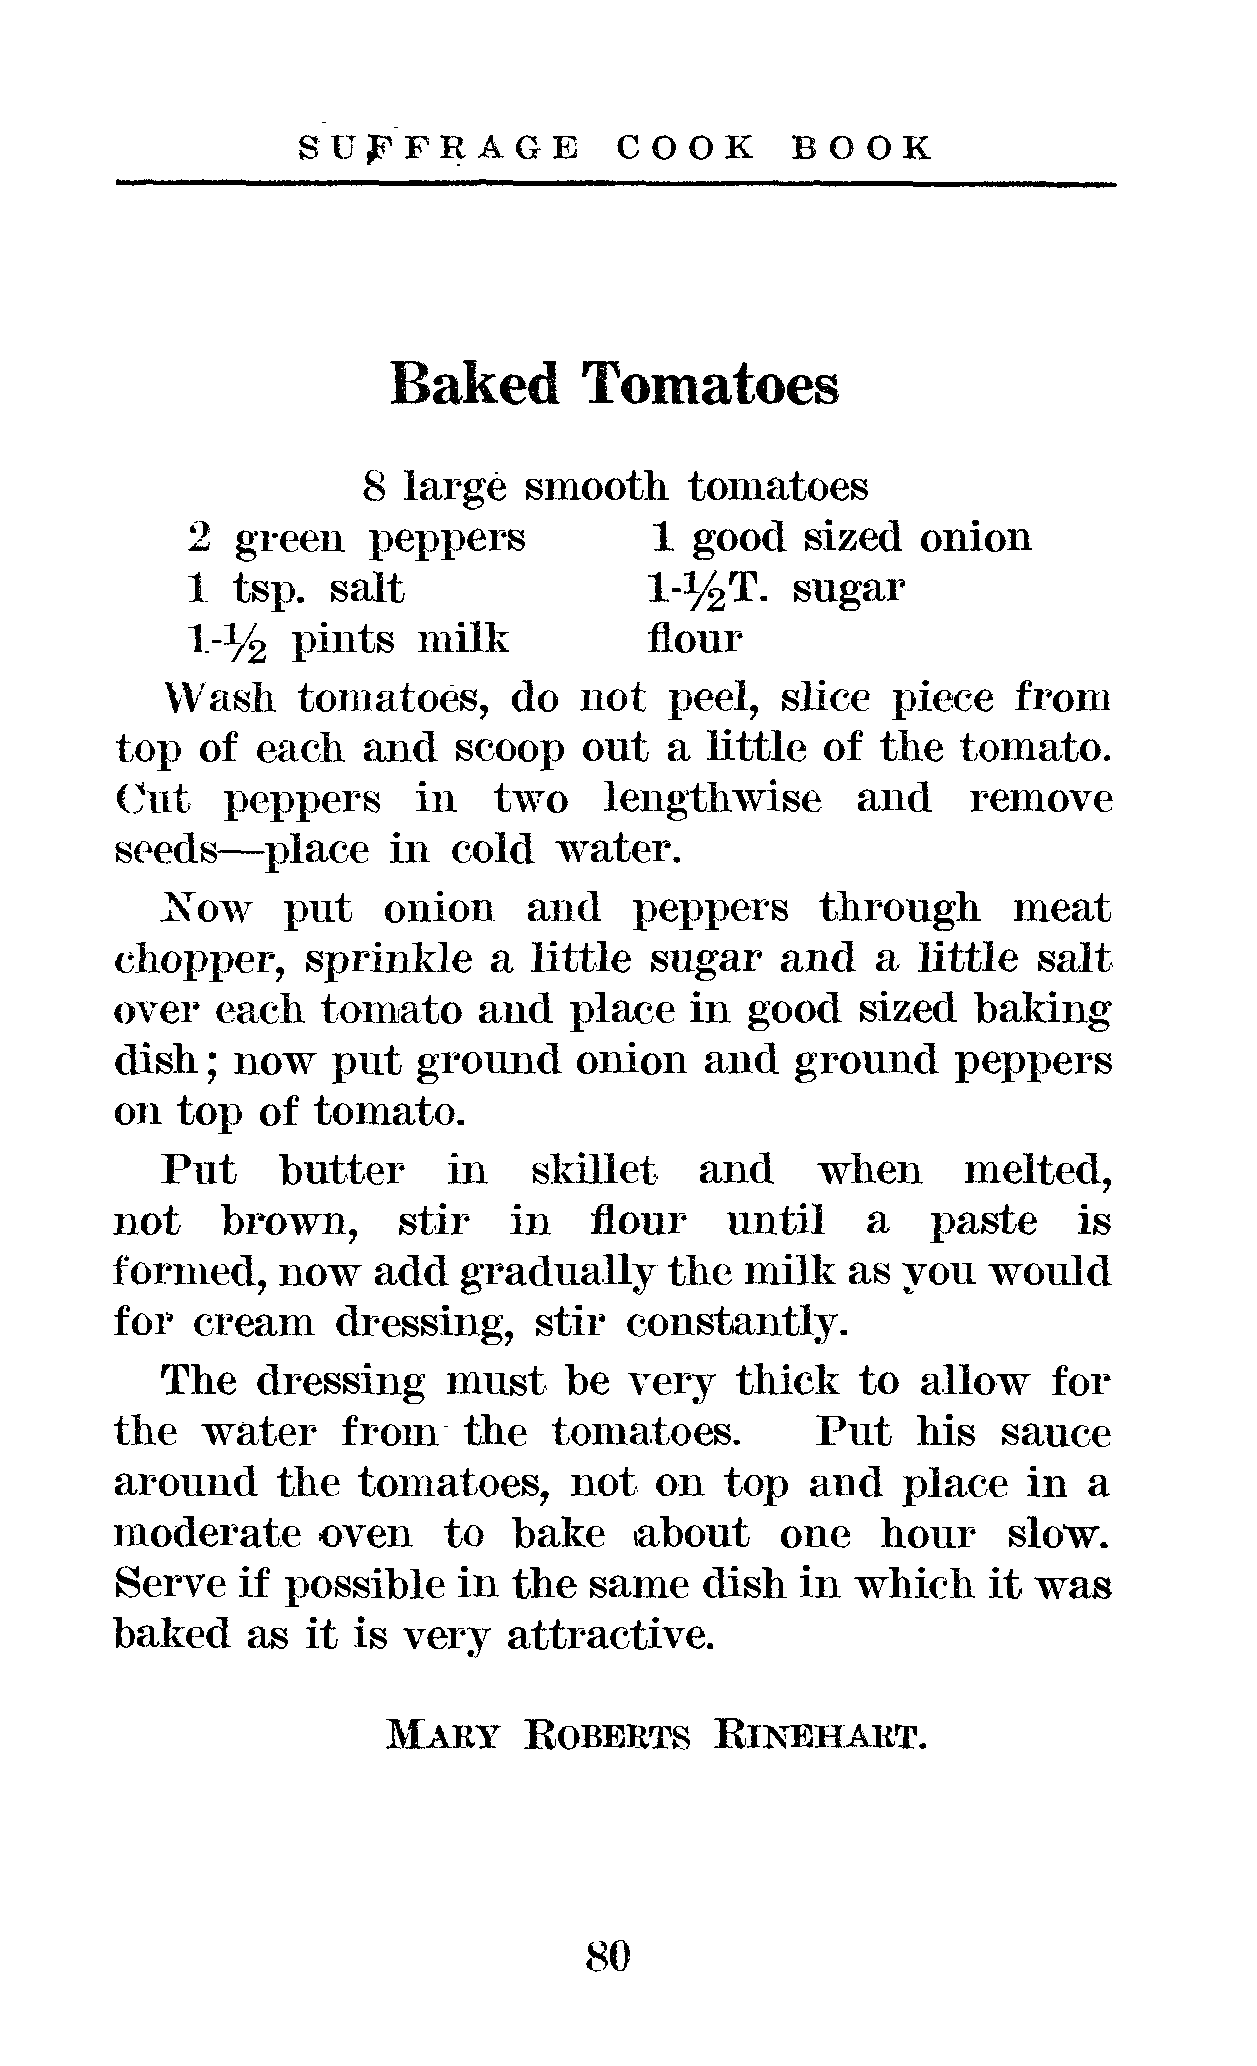 SUFFRAGE COOK BOOK
Baked Tomatoes
8 large smooth tomatoes
2 green peppers 1 good sized onion
1 tsp. salt 1-½T. sugar
1-½ pints milk flour
Wash tomatoes, do not peel, slice piece from
top of each and scoop out a little of the tomato.
Cut peppers in two lengthwise and remove
seeds—place in cold water.
Now put onion and peppers through meat
chopper, sprinkle a little sugar and a little salt
over each tomato and place in good sized baking
dish; now put ground onion and ground peppers
on top of tomato.
Put butter in skillet and when melted,
not brown, stir in flour until a paste is
formed, now add gradually the milk as you would
for cream dressing, stir constantly.
The dressing must be very thick to allow for
the water from the tomatoes. Put his sauce
around the tomatoes, not on top and place in a
moderate oven to bake about one hour slow.
Serve if possible in the same dish in which it was
baked as it is very attractive.
MARY ROBERTS RINEHART.
80